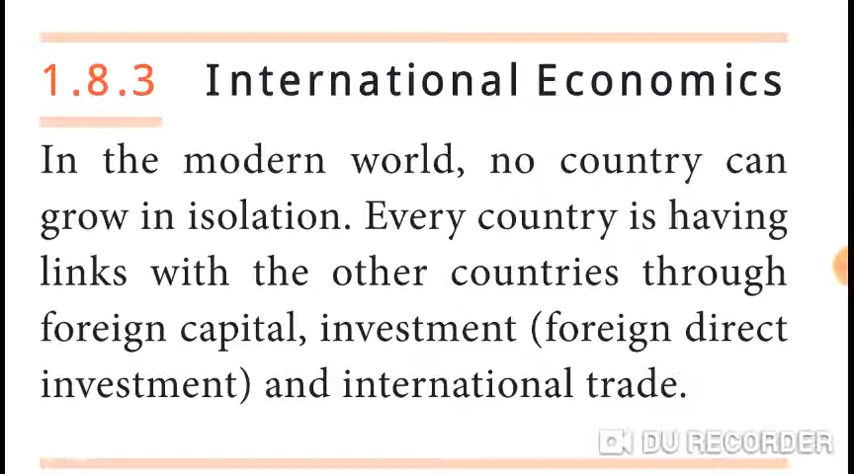 1.8.3 International Economics
In the modern world, no country can
grow in isolation. Every country is having
links with the other countries through
foreign capital, investment (foreign direct
investment) and international trade.
DU RECORDER